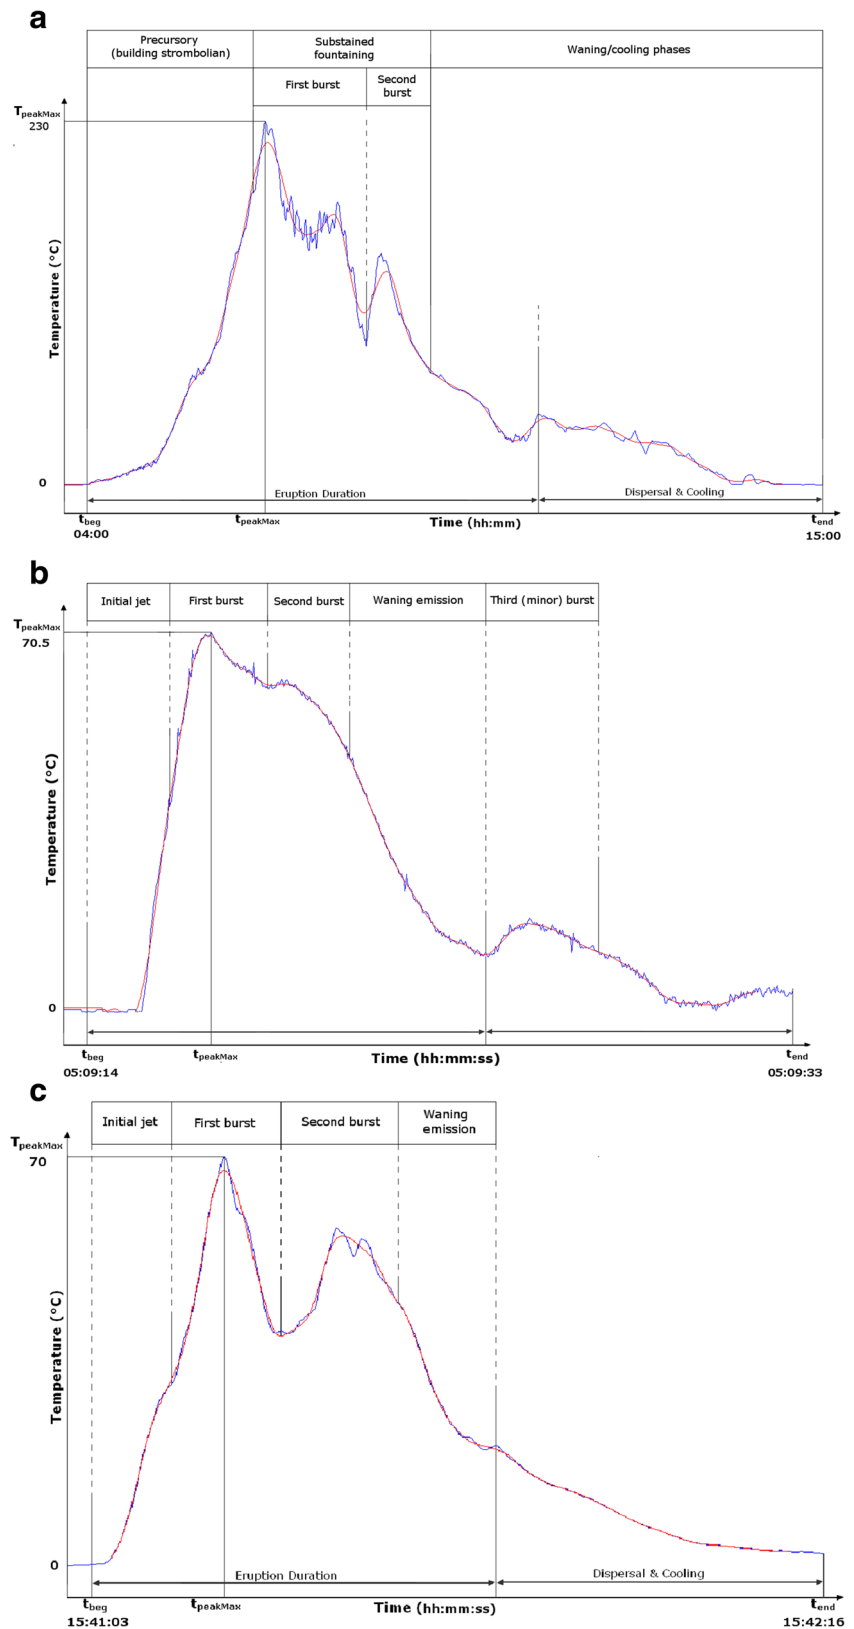 a
Precursory
(building strombolian)
Substained
fountaining
Waning/cooling phases
First burst
Second
burst
TpeakMax
230
Temperature (°C)
0
Eruption Duration
Dispersal & Cooling
tbeg
04:00
tpeakMax
Time (hh:mm)
tend
15:00
b
Initial jet
First burst
Second burst
Waning emission
Third (minor) burst
TpeakMax
70.5
Temperature (°C)
0
tbeg
05:09:14
tpeakMax
Time (hh:mm:ss)
tend
05:09:33
c
Initial jet
First burst
Second burst
Waning
emission
TpeakMax
70
Temperature (°C)
0
Eruption Duration
Dispersal & Cooling
tbeg
15:41:03
tpeakMax
Time (hh:mm:ss)
tend
15:42:16